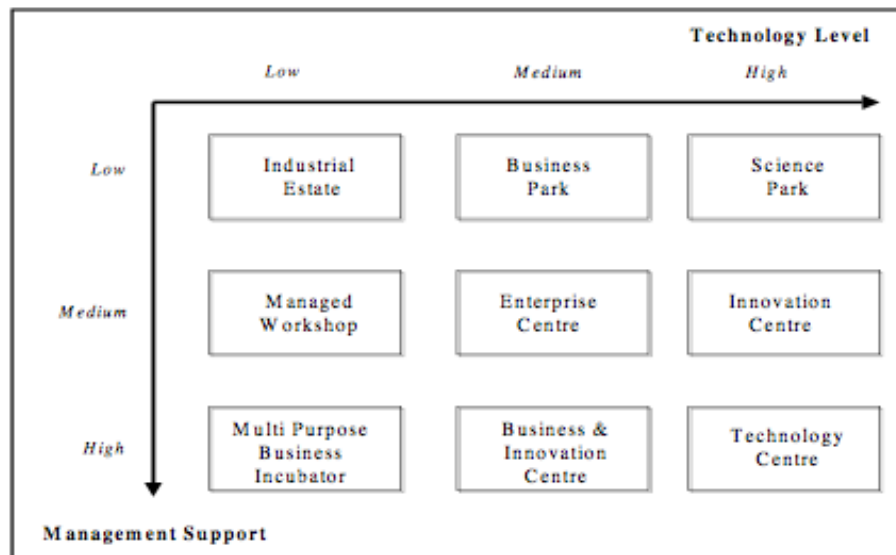 Technology Level
Low Medium High
Low
Industrial
Estate
Business
Park
Science
Park
Medium
Managed
Workshop
Enterprise
Centre
Innovation
Centre
High
Multi Purpose
Business
Incubator
Business &
Innovation
Centre
Technology
Centre
Management Support